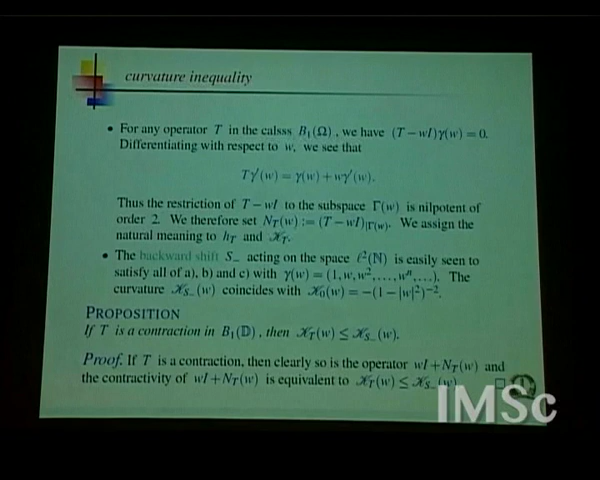 curvature inequality
• For any operator T in the calsss B₁(Ω), we have (T − wI)γ(w) = 0.
Differentiating with respect to w, we see that
Tγ′(w) = γ(w) + wγ′(w).
Thus the restriction of T − wI to the subspace Γ(w) is nilpotent of
order 2. We therefore set N_T(w) := (T − wI)|Γ(w). We assign the
natural meaning to h_T and 𝒦_T.
• The backward shift S₋ acting on the space ℓ²(ℕ) is easily seen to
satisfy all of a), b) and c) with γ(w) = (1, w, w², …, wⁿ, …). The
curvature 𝒦_S₋(w) coincides with 𝒦₀(w) = −(1 − |w|²)⁻².
PROPOSITION
If T is a contraction in B₁(𝔻), then 𝒦_T(w) ≤ 𝒦_S₋(w).
Proof. If T is a contraction, then clearly so is the operator wI + N_T(w) and
the contractivity of wI + N_T(w) is equivalent to 𝒦_T(w) ≤ 𝒦_S₋(w). □
IMSc